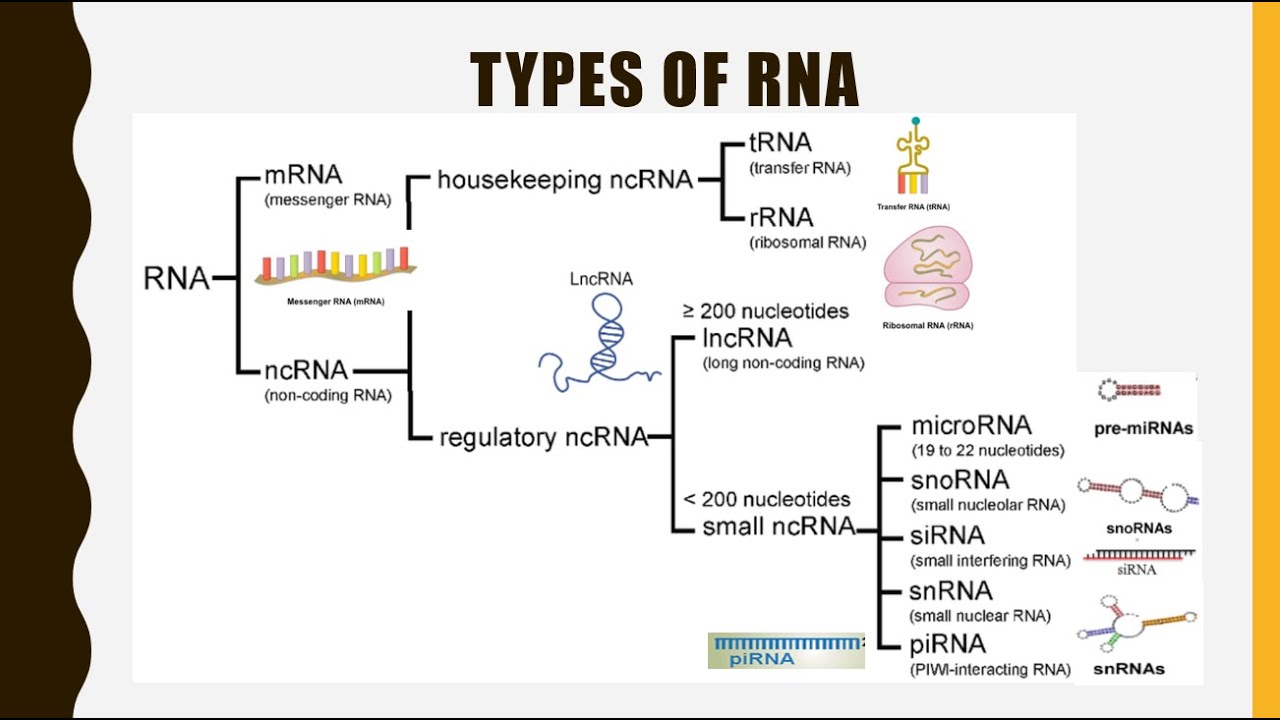 TYPES OF RNA
RNA
mRNA
(messenger RNA)
Messenger RNA (mRNA)
ncRNA
(non-coding RNA)
housekeeping ncRNA
tRNA
(transfer RNA)
Transfer RNA (tRNA)
rRNA
(ribosomal RNA)
Ribosomal RNA (rRNA)
regulatory ncRNA
LncRNA
≥ 200 nucleotides
lncRNA
(long non-coding RNA)
< 200 nucleotides
small ncRNA
microRNA
(19 to 22 nucleotides)
pre-miRNAs
snoRNA
(small nucleolar RNA)
snoRNAs
siRNA
(small interfering RNA)
siRNA
snRNA
(small nuclear RNA)
snRNAs
piRNA
(PIWI-interacting RNA)
piRNA